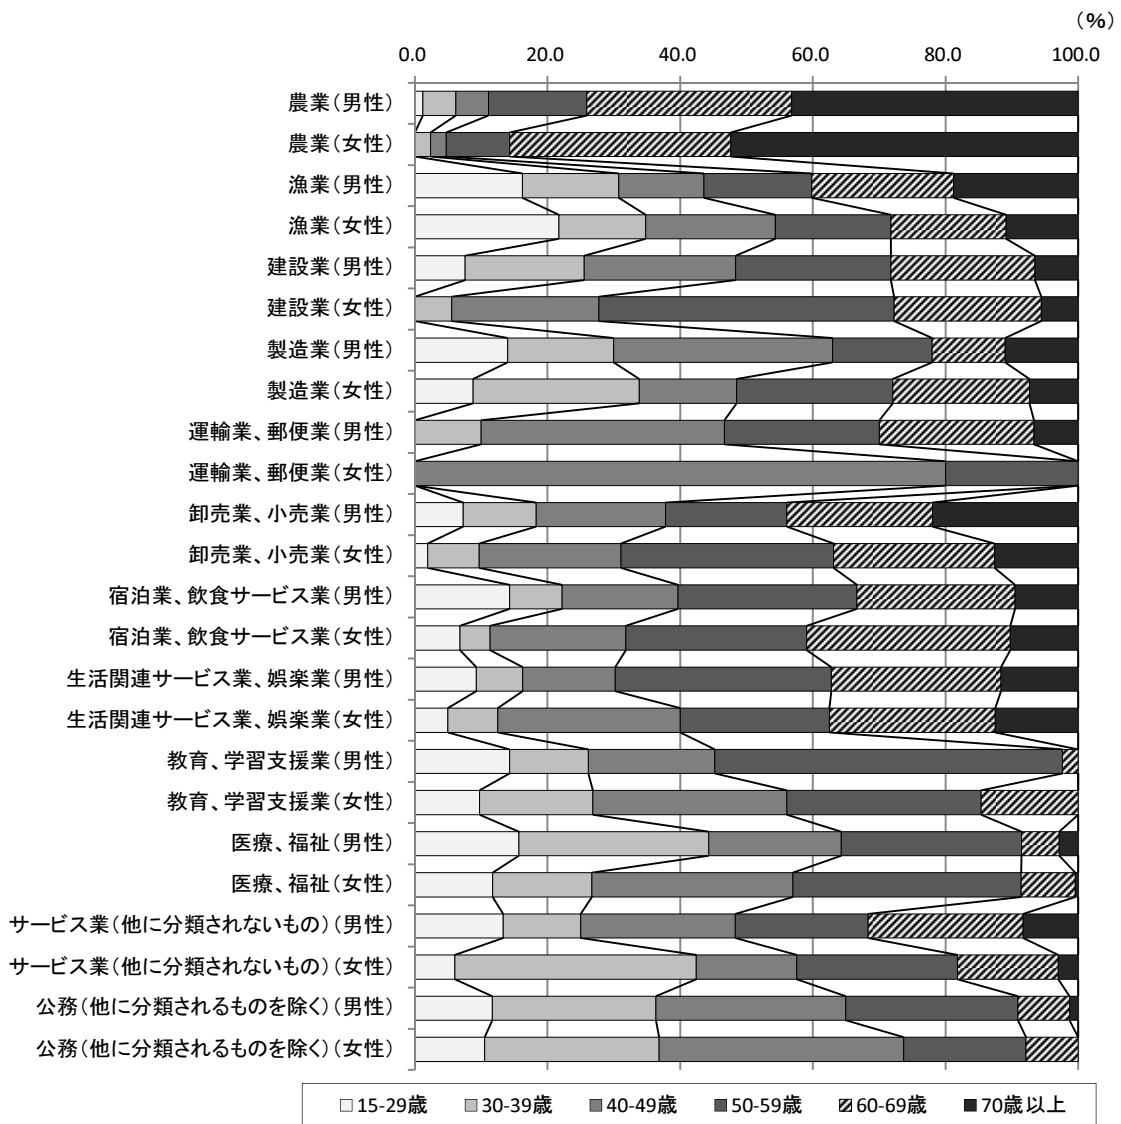 （%）
0.0 20.0 40.0 60.0 80.0 100.0
農業（男性）
農業（女性）
漁業（男性）
漁業（女性）
建設業（男性）
建設業（女性）
製造業（男性）
製造業（女性）
運輸業、郵便業（男性）
運輸業、郵便業（女性）
卸売業、小売業（男性）
卸売業、小売業（女性）
宿泊業、飲食サービス業（男性）
宿泊業、飲食サービス業（女性）
生活関連サービス業、娯楽業（男性）
生活関連サービス業、娯楽業（女性）
教育、学習支援業（男性）
教育、学習支援業（女性）
医療、福祉（男性）
医療、福祉（女性）
サービス業（他に分類されないもの）（男性）
サービス業（他に分類されないもの）（女性）
公務（他に分類されるものを除く）（男性）
公務（他に分類されるものを除く）（女性）
15-29歳 30-39歳 40-49歳 50-59歳 60-69歳 70歳以上